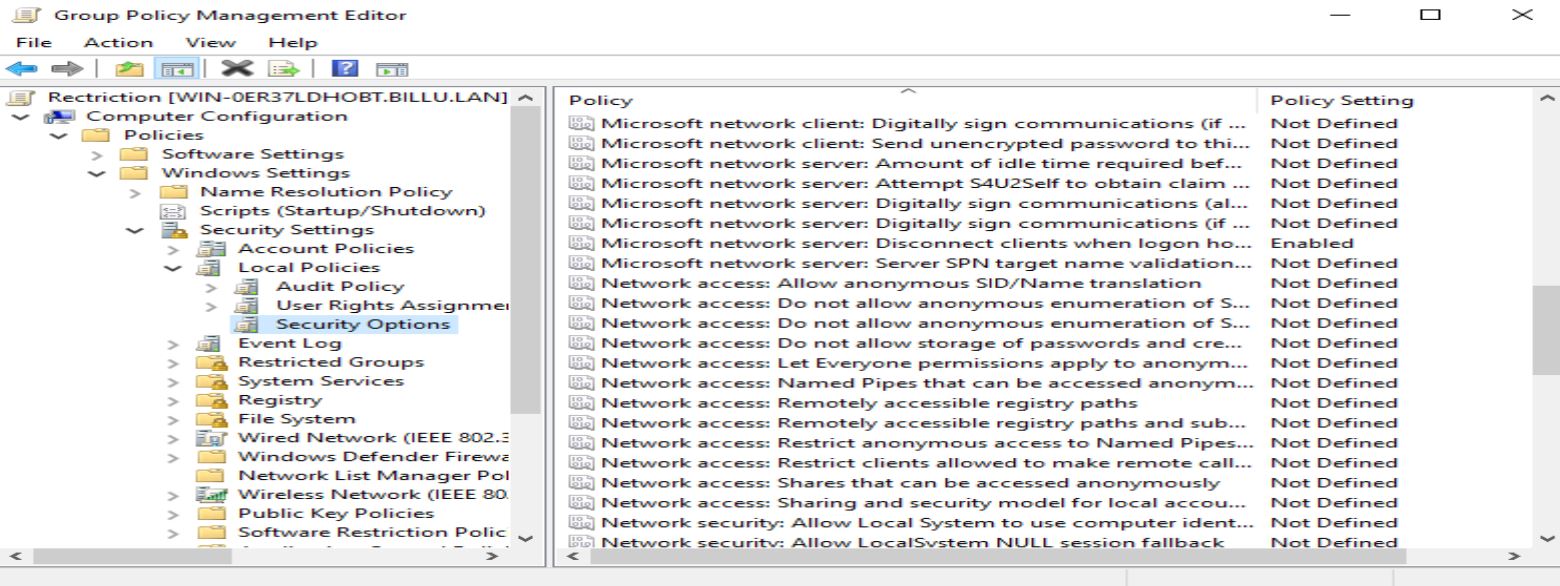 Group Policy Management Editor
File Action View Help
Rectriction [WIN-0ER37LDHOBT.BILLU.LAN]
Computer Configuration
Policies
Software Settings
Windows Settings
Name Resolution Policy
Scripts (Startup/Shutdown)
Security Settings
Account Policies
Local Policies
Audit Policy
User Rights Assignmer
Security Options
Event Log
Restricted Groups
System Services
Registry
File System
Wired Network (IEEE 802.3
Windows Defender Firewa
Network List Manager Pol
Wireless Network (IEEE 80.
Public Key Policies
Software Restriction Polic
Policy Policy Setting
Microsoft network client: Digitally sign communications (if ... Not Defined
Microsoft network client: Send unencrypted password to thi... Not Defined
Microsoft network server: Amount of idle time required bef... Not Defined
Microsoft network server: Attempt S4U2Self to obtain claim ... Not Defined
Microsoft network server: Digitally sign communications (al... Not Defined
Microsoft network server: Digitally sign communications (if ... Not Defined
Microsoft network server: Disconnect clients when logon ho... Enabled
Microsoft network server: Server SPN target name validation... Not Defined
Network access: Allow anonymous SID/Name translation Not Defined
Network access: Do not allow anonymous enumeration of S... Not Defined
Network access: Do not allow anonymous enumeration of S... Not Defined
Network access: Do not allow storage of passwords and cre... Not Defined
Network access: Let Everyone permissions apply to anonym... Not Defined
Network access: Named Pipes that can be accessed anonym... Not Defined
Network access: Remotely accessible registry paths Not Defined
Network access: Remotely accessible registry paths and sub... Not Defined
Network access: Restrict anonymous access to Named Pipes... Not Defined
Network access: Restrict clients allowed to make remote call... Not Defined
Network access: Shares that can be accessed anonymously Not Defined
Network access: Sharing and security model for local accou... Not Defined
Network security: Allow Local System to use computer ident... Not Defined
Network security: Allow LocalSystem NULL session fallback Not Defined